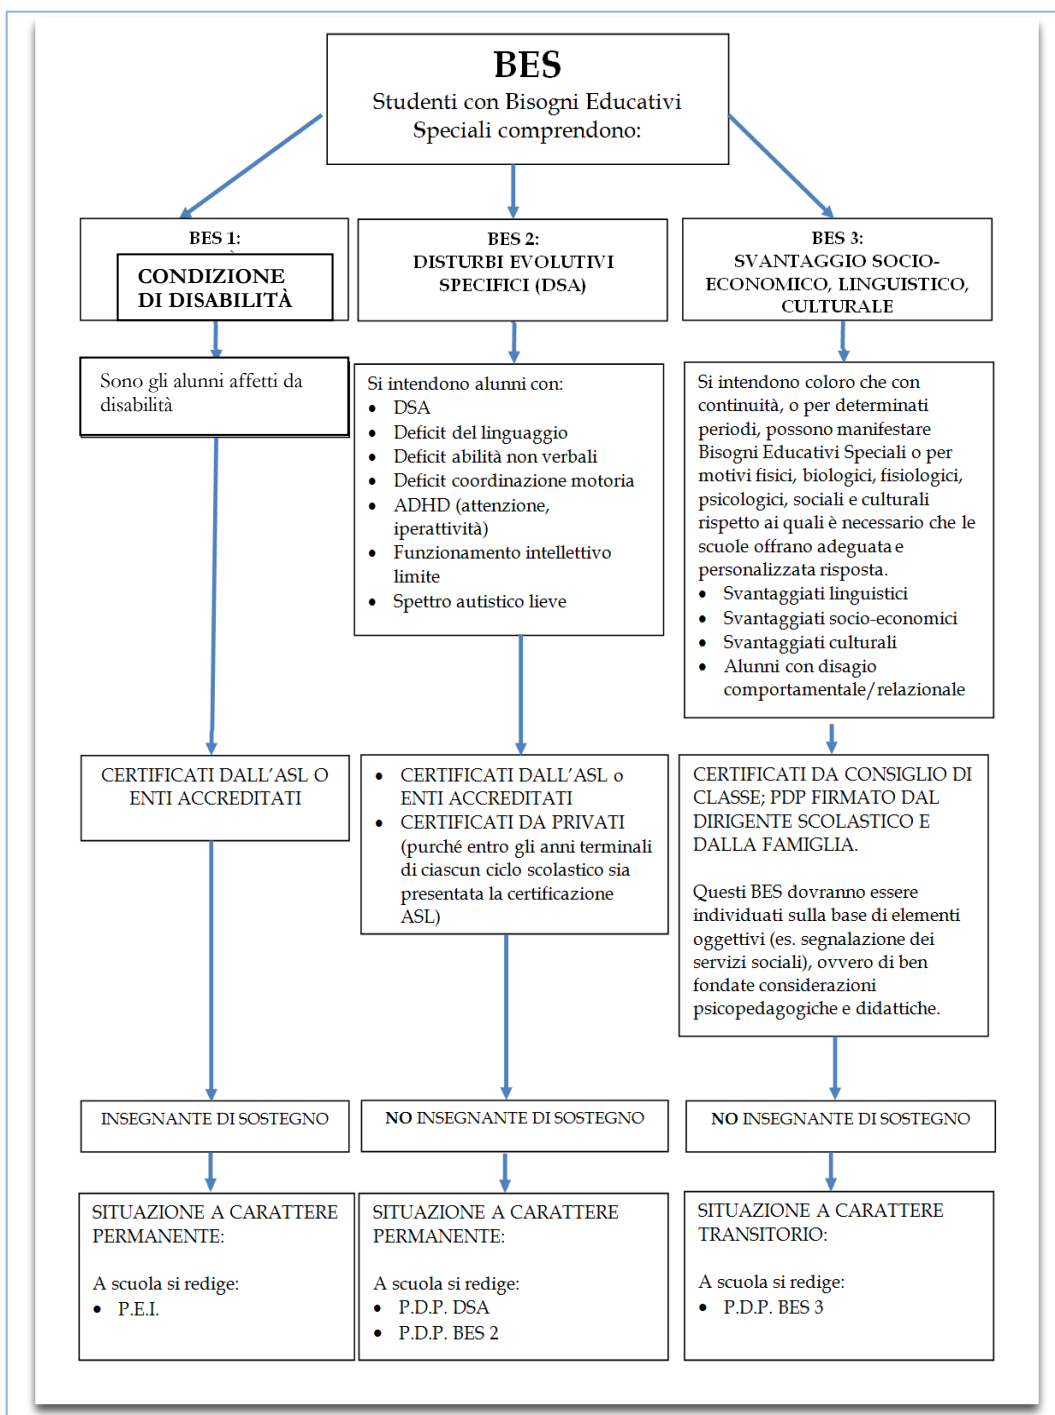 BES
Studenti con Bisogni Educativi
Speciali comprendono:
BES 1:
CONDIZIONE
DI DISABILITÀ
BES 2:
DISTURBI EVOLUTIVI
SPECIFICI (DSA)
BES 3:
SVANTAGGIO SOCIO-
ECONOMICO, LINGUISTICO,
CULTURALE
Sono gli alunni affetti da
disabilità
Si intendono alunni con:
• DSA
• Deficit del linguaggio
• Deficit abilità non verbali
• Deficit coordinazione motoria
• ADHD (attenzione,
iperattività)
• Funzionamento intellettivo
limite
• Spettro autistico lieve
Si intendono coloro che con
continuità, o per determinati
periodi, possono manifestare
Bisogni Educativi Speciali o per
motivi fisici, biologici, fisiologici,
psicologici, sociali e culturali
rispetto ai quali è necessario che le
scuole offrano adeguata e
personalizzata risposta.
• Svantaggiati linguistici
• Svantaggiati socio-economici
• Svantaggiati culturali
• Alunni con disagio
comportamentale/relazionale
CERTIFICATI DALL'ASL O
ENTI ACCREDITATI
• CERTIFICATI DALL'ASL o
ENTI ACCREDITATI
• CERTIFICATI DA PRIVATI
(purché entro gli anni terminali
di ciascun ciclo scolastico sia
presentata la certificazione
ASL)
CERTIFICATI DA CONSIGLIO DI
CLASSE; PDP FIRMATO DAL
DIRIGENTE SCOLASTICO E
DALLA FAMIGLIA.
Questi BES dovranno essere
individuati sulla base di elementi
oggettivi (es. segnalazione dei
servizi sociali), ovvero di ben
fondate considerazioni
psicopedagogiche e didattiche.
INSEGNANTE DI SOSTEGNO
NO INSEGNANTE DI SOSTEGNO
NO INSEGNANTE DI SOSTEGNO
SITUAZIONE A CARATTERE
PERMANENTE:
A scuola si redige:
• P.E.I.
SITUAZIONE A CARATTERE
PERMANENTE:
A scuola si redige:
• P.D.P. DSA
• P.D.P. BES 2
SITUAZIONE A CARATTERE
TRANSITORIO:
A scuola si redige:
• P.D.P. BES 3